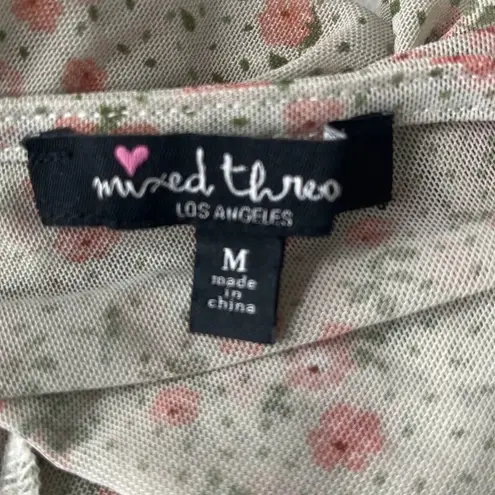 mixed threo
LOS ANGELES
M
made
in
china